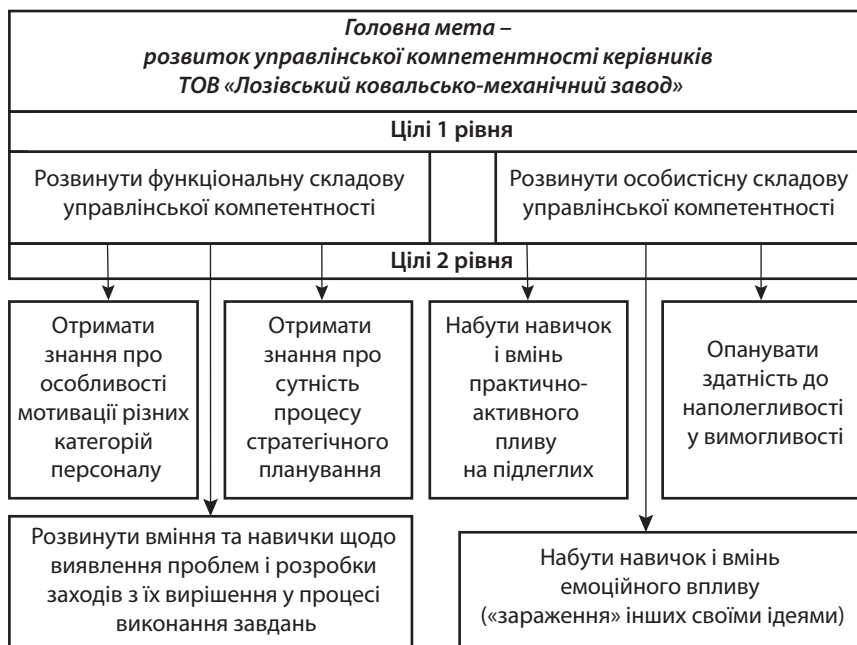 Головна мета –
розвиток управлінської компетентності керівників
ТОВ «Лозівський ковальсько-механічний завод»
Цілі 1 рівня
Розвинути функціональну складову
управлінської компетентності
Розвинути особистісну складову
управлінської компетентності
Цілі 2 рівня
Отримати
знання про
особливості
мотивації різних
категорій
персоналу
Отримати
знання про
сутність
процесу
стратегічного
планування
Набути навичок
і вмінь
практично-
активного
пливу
на підлеглих
Опанувати
здатність до
наполегливості
у вимогливості
Розвинути вміння та навички щодо
виявлення проблем і розробки
заходів з їх вирішення у процесі
виконання завдань
Набути навичок і вмінь
емоційного впливу
(«зараження» інших своїми ідеями)